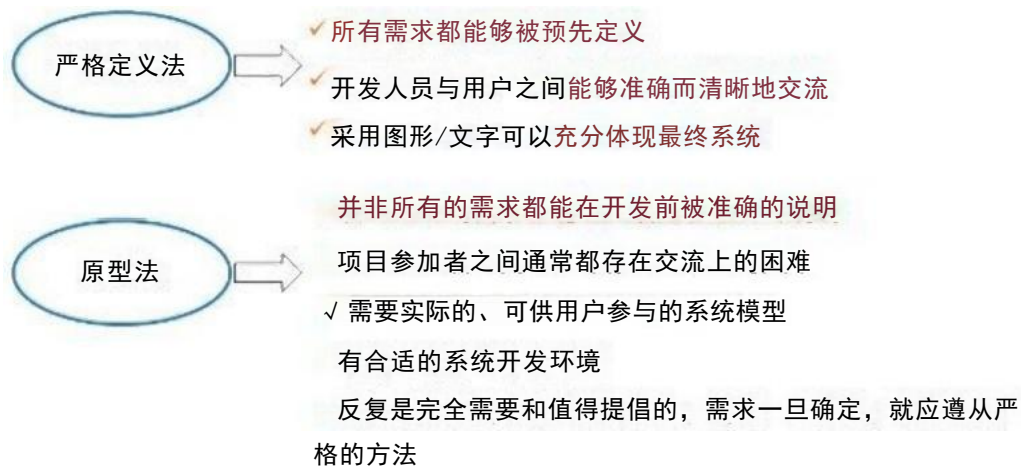 严格定义法
✓所有需求都能够被预先定义
✓开发人员与用户之间能够准确而清晰地交流
✓采用图形/文字可以充分体现最终系统
原型法
并非所有的需求都能在开发前被准确的说明
项目参加者之间通常都存在交流上的困难
√ 需要实际的、可供用户参与的系统模型
有合适的系统开发环境
反复是完全需要和值得提倡的，需求一旦确定，就应遵从严
格的方法